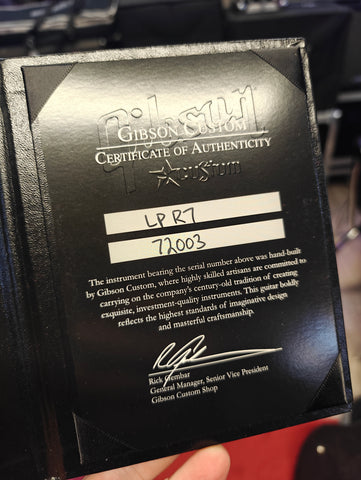 Gibson
GIBSON CUSTOM
CERTIFICATE OF AUTHENTICITY
Custom
LP R7
72003
The instrument bearing the serial number above was hand-built
by Gibson Custom, where highly skilled artisans are committed to
carrying on the company's century-old tradition of creating
exquisite, investment-quality instruments. This guitar boldly
reflects the highest standards of imaginative design
and masterful craftsmanship.
Rick Gembar
General Manager, Senior Vice President
Gibson Custom Shop